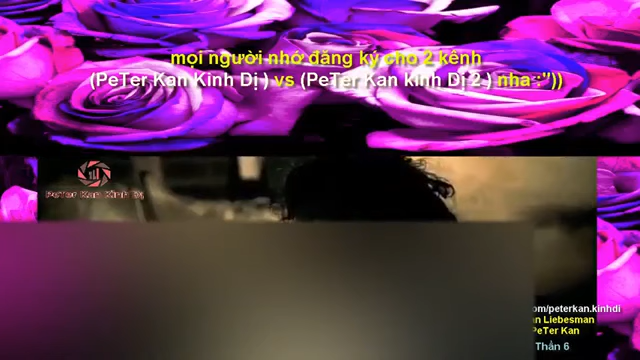 mọi người nhớ đăng ký cho 2 kênh
(PeTer Kan Kinh Dị ) vs (PeTer Kan kinh Dị 2 ) nha :"))
PeTer Kan Kinh Dị
om/peterkan.kinhdi
an Liebesman
PeTer Kan
Thần 6